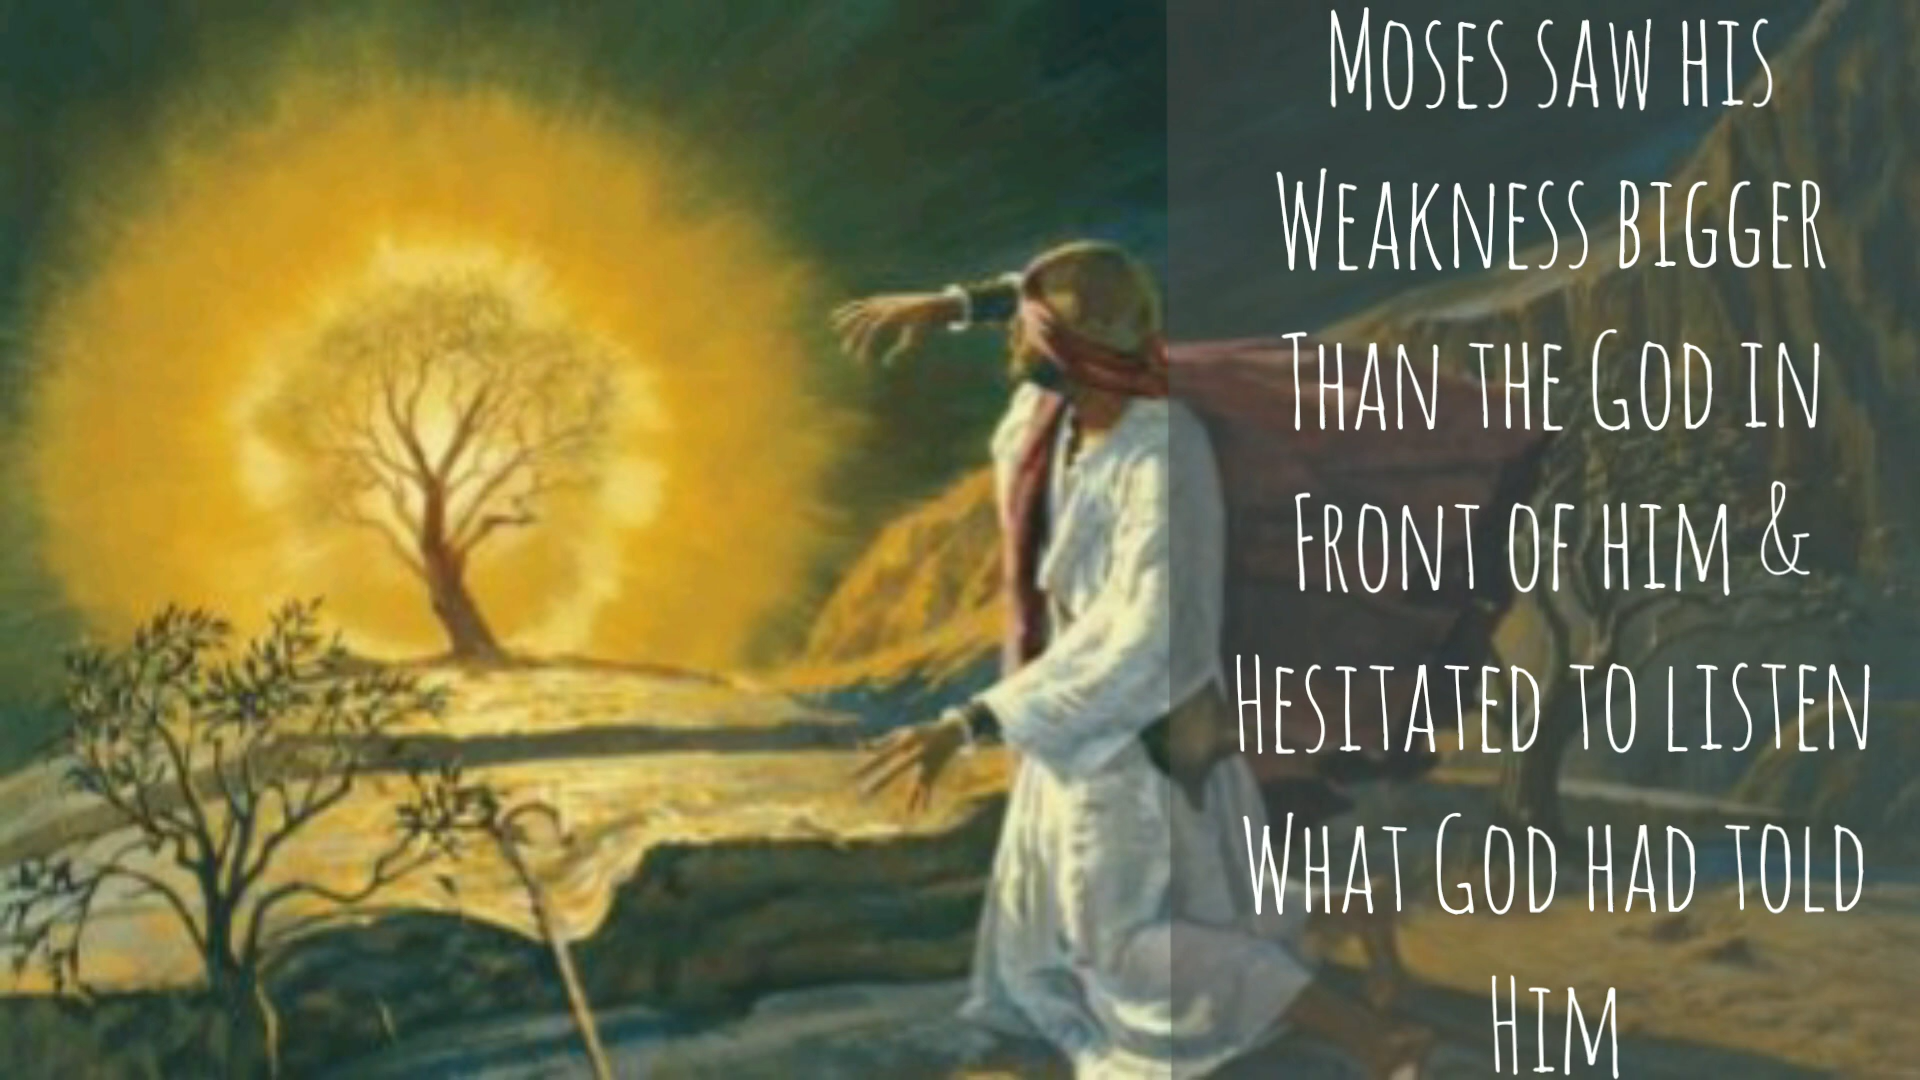 Moses saw his
Weakness bigger
Than the God in
Front of him &
Hesitated to listen
What God had told
Him